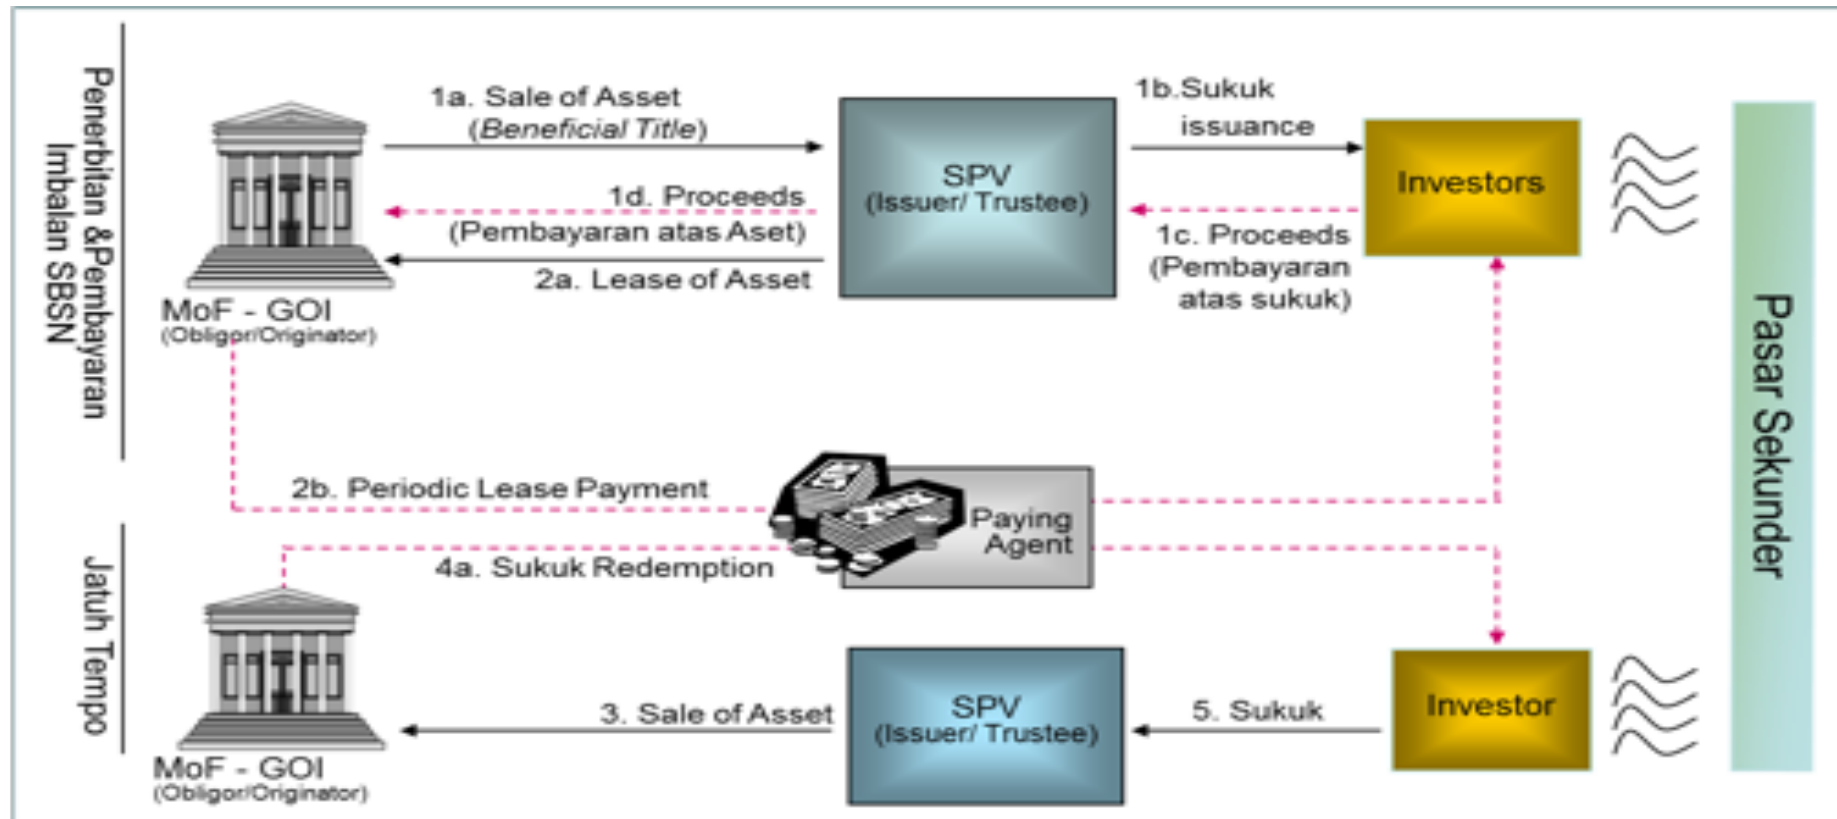 Penerbitan &Pembayaran
Imbalan SBSN
1a. Sale of Asset
(Beneficial Title)
1d. Proceeds
(Pembayaran atas Aset)
2a. Lease of Asset
MoF - GOI
(Obligor/Originator)
SPV
(Issuer/ Trustee)
1b.Sukuk
issuance
1c. Proceeds
(Pembayaran
atas sukuk)
Investors
Pasar Sekunder
2b. Periodic Lease Payment
Paying
Agent
Jatuh Tempo
4a. Sukuk Redemption
MoF - GOI
(Obligor/Originator)
3. Sale of Asset
SPV
(Issuer/ Trustee)
5. Sukuk
Investor